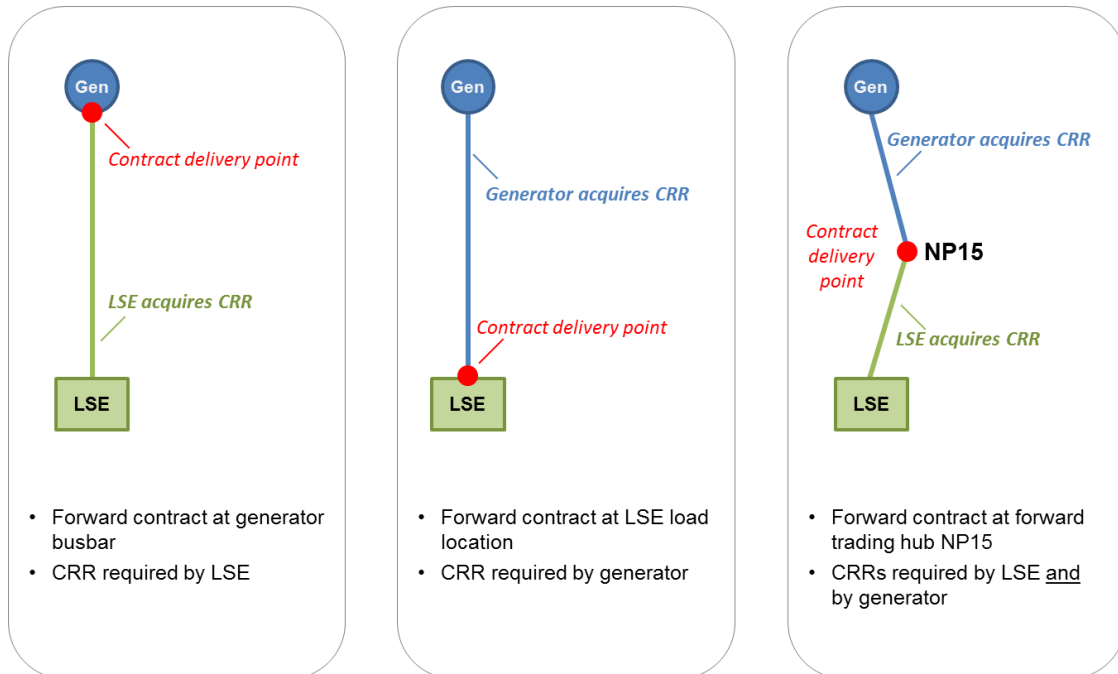 Gen
Contract delivery point
LSE acquires CRR
LSE
• Forward contract at generator
busbar
• CRR required by LSE
Gen
Generator acquires CRR
Contract delivery point
LSE
• Forward contract at LSE load
location
• CRR required by generator
Gen
Generator acquires CRR
Contract
delivery
point
NP15
LSE acquires CRR
LSE
• Forward contract at forward
trading hub NP15
• CRRs required by LSE and
by generator